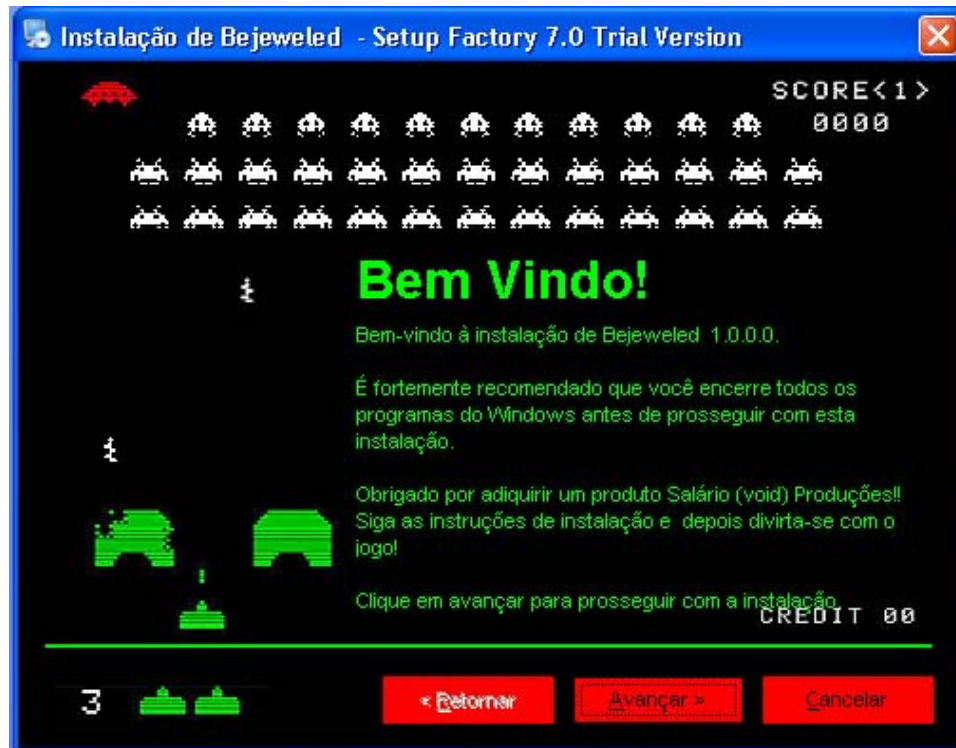 Instalação de Bejeweled - Setup Factory 7.0 Trial Version
SCORE<1>
0000
Bem Vindo!
Bem-vindo à instalação de Bejeweled 1.0.0.0.
É fortemente recomendado que você encerre todos os
programas do Windows antes de prosseguir com esta
instalação.
Obrigado por adiquirir um produto Salário (void) Produções!!
Siga as instruções de instalação e depois divirta-se com o
jogo!
Clique em avançar para prosseguir com a instalação
CREDIT 00
3
< Retornar
Avançar >
Cancelar